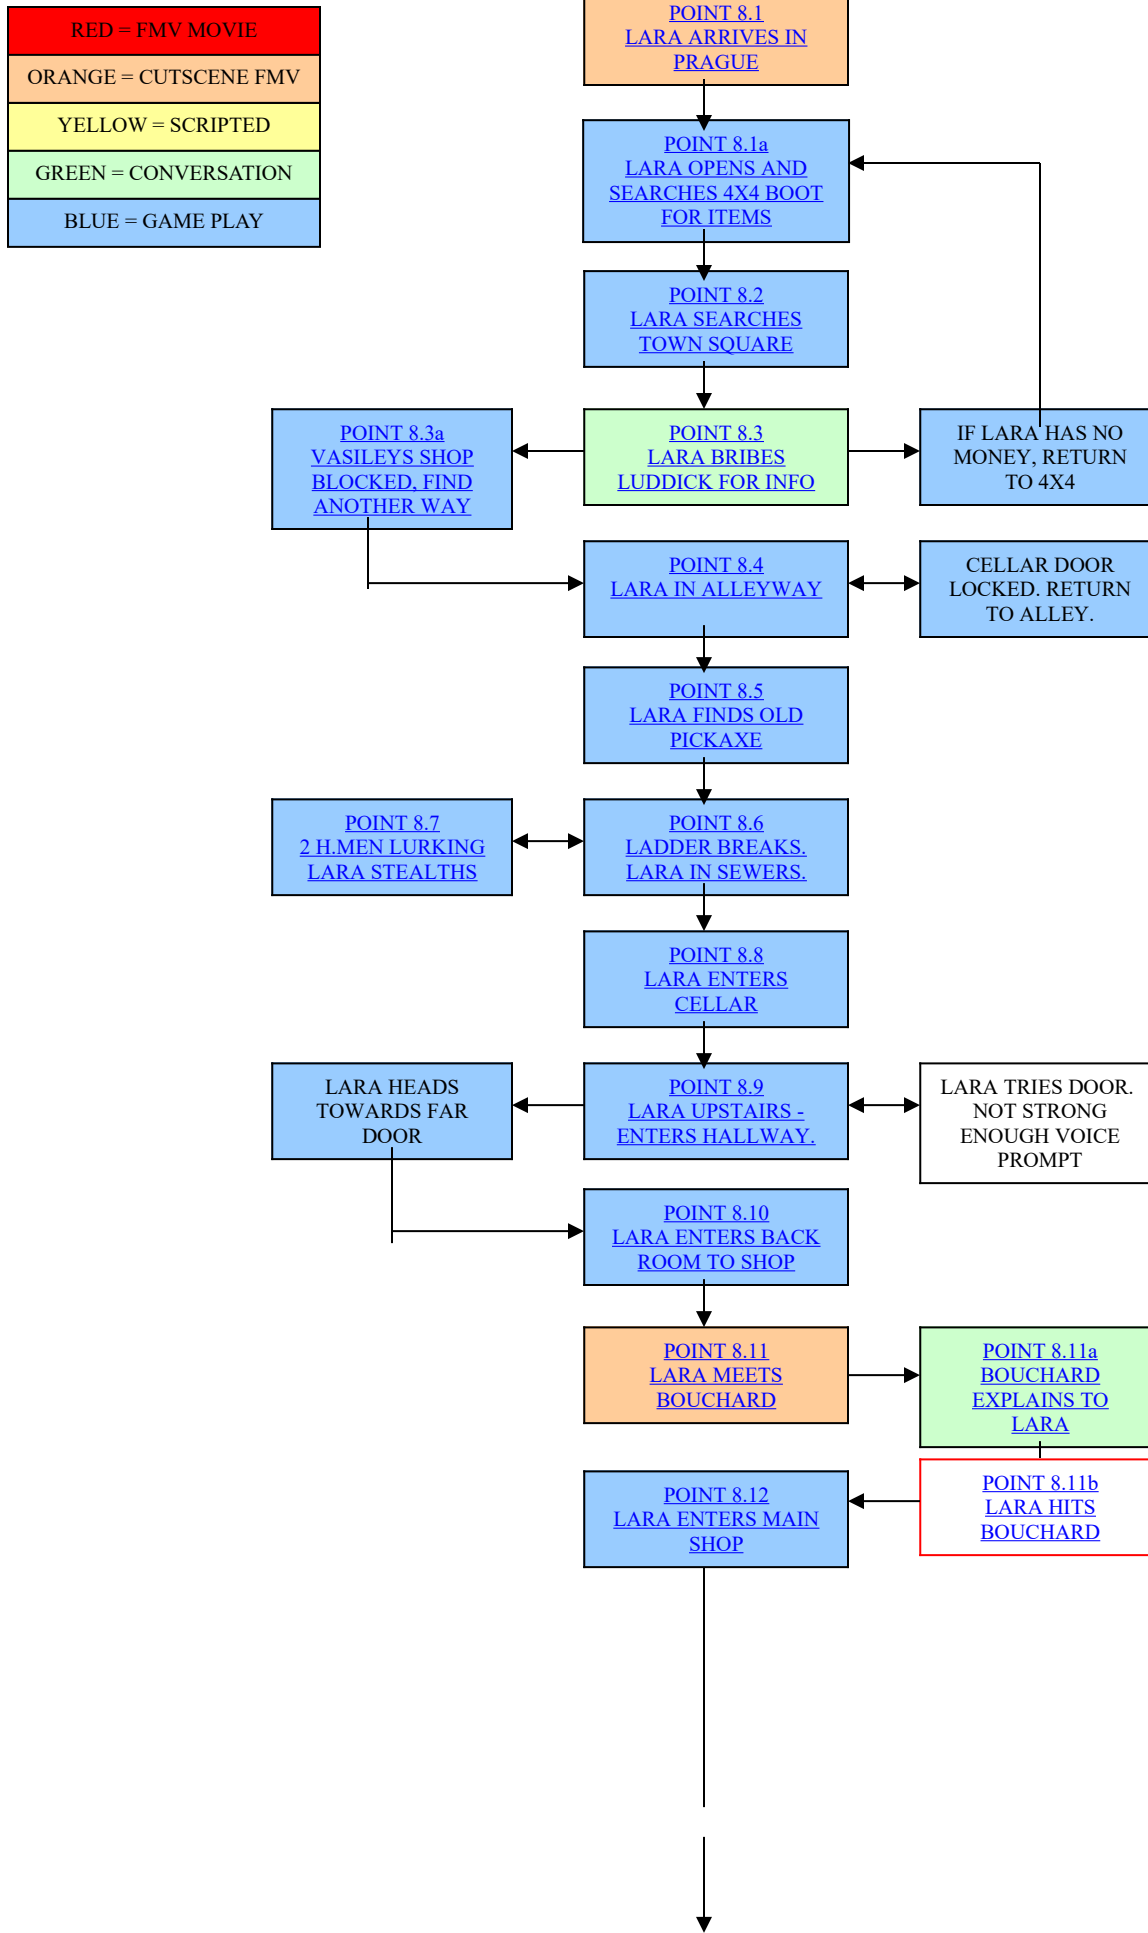 RED = FMV MOVIE
ORANGE = CUTSCENE FMV
YELLOW = SCRIPTED
GREEN = CONVERSATION
BLUE = GAME PLAY
POINT 8.1
LARA ARRIVES IN
PRAGUE
POINT 8.1a
LARA OPENS AND
SEARCHES 4X4 BOOT
FOR ITEMS
POINT 8.2
LARA SEARCHES
TOWN SQUARE
POINT 8.3a
VASILEYS SHOP
BLOCKED, FIND
ANOTHER WAY
POINT 8.3
LARA BRIBES
LUDDICK FOR INFO
IF LARA HAS NO
MONEY, RETURN
TO 4X4
POINT 8.4
LARA IN ALLEYWAY
CELLAR DOOR
LOCKED. RETURN
TO ALLEY.
POINT 8.5
LARA FINDS OLD
PICKAXE
POINT 8.7
2 H.MEN LURKING
LARA STEALTHS
POINT 8.6
LADDER BREAKS.
LARA IN SEWERS.
POINT 8.8
LARA ENTERS
CELLAR
LARA HEADS
TOWARDS FAR
DOOR
POINT 8.9
LARA UPSTAIRS -
ENTERS HALLWAY.
LARA TRIES DOOR.
NOT STRONG
ENOUGH VOICE
PROMPT
POINT 8.10
LARA ENTERS BACK
ROOM TO SHOP
POINT 8.11
LARA MEETS
BOUCHARD
POINT 8.11a
BOUCHARD
EXPLAINS TO
LARA
POINT 8.12
LARA ENTERS MAIN
SHOP
POINT 8.11b
LARA HITS
BOUCHARD